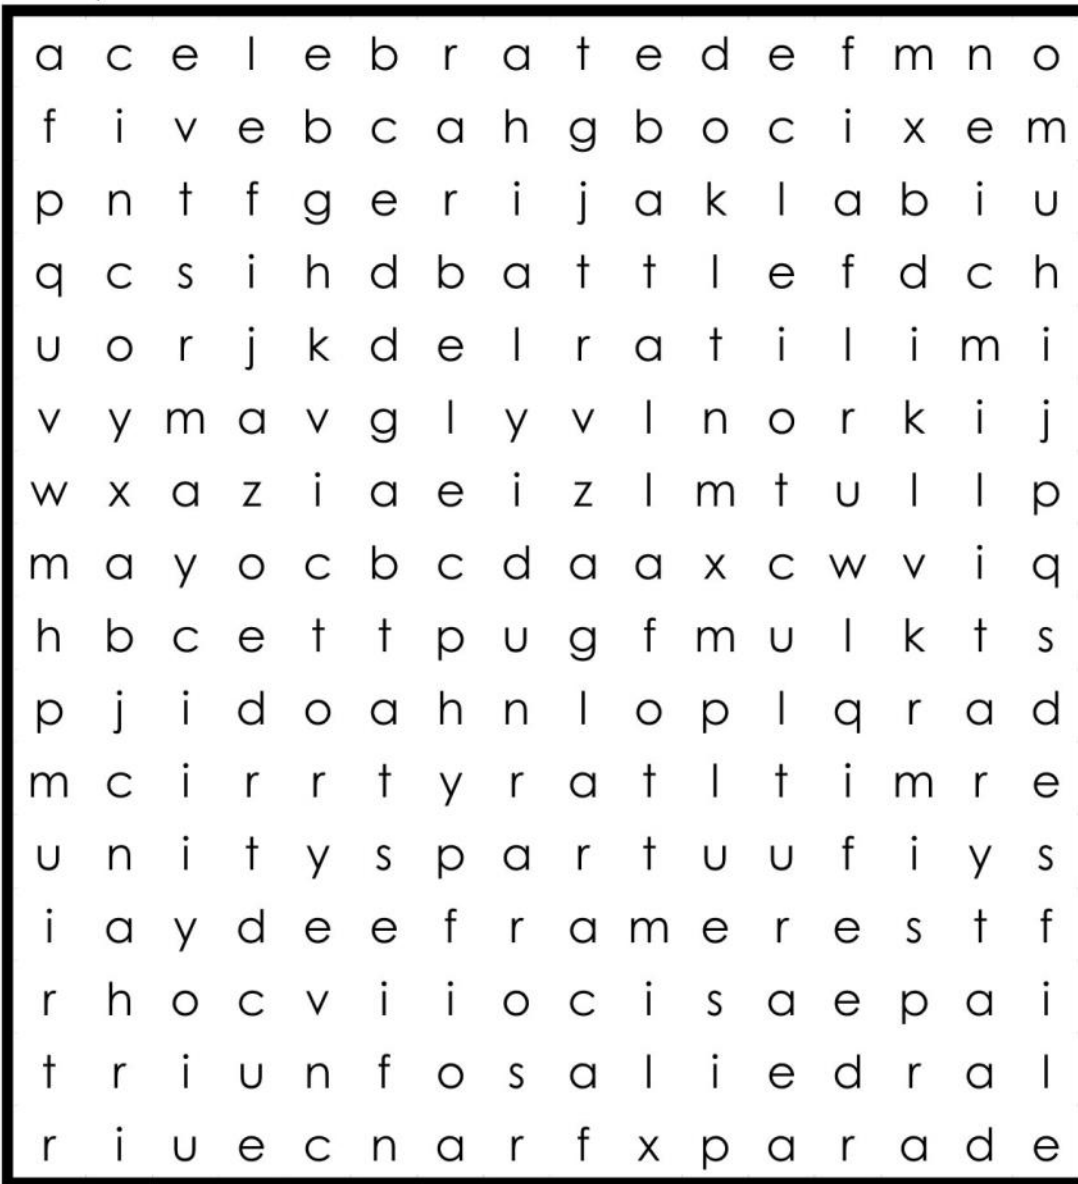 a c e l e b r a t e d e f m n o
f i v e b c a h g b o c i x e m
p n t f g e r i j a k l a b i u
q c s i h d b a t t l e f d c h
u o r j k d e l r a t i l i m i
v y m a v g l y v l n o r k i j
w x a z i a e i z l m t u l l p
m a y o c b c d a a x c w v i q
h b c e t t p u g f m u l k t s
p j i d o a h n l o p l q r a d
m c i r r t y r a t l t i m r e
u n i t y s p a r t u u f i y s
i a y d e e f r a m e r e s t f
r h o c v i i o c i s a e p a i
t r i u n f o s a l i e d r a l
r i u e c n a r f x p a r a d e